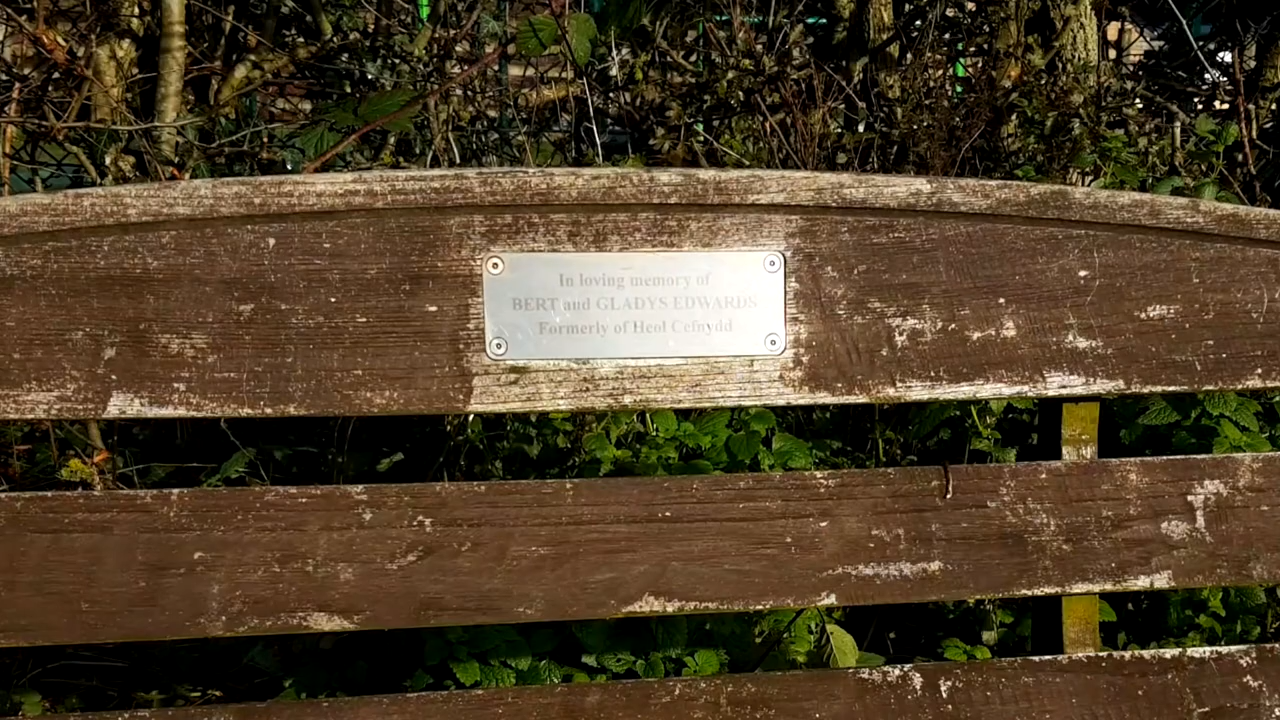 In loving memory of
BERT and GLADYS EDWARDS
Formerly of Heol Cefnydd